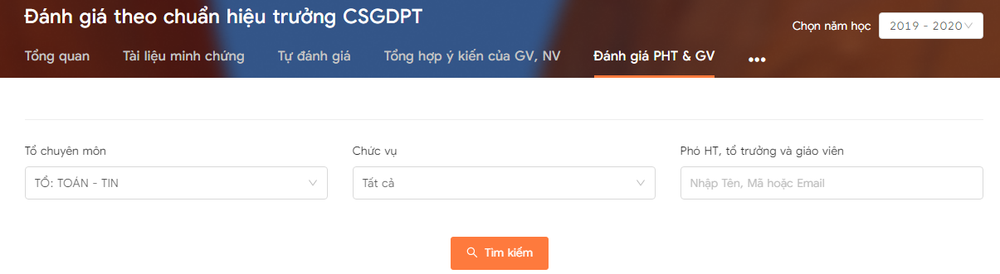 Đánh giá theo chuẩn hiệu trưởng CSGDPT
Chọn năm học 2019 - 2020
Tổng quan Tài liệu minh chứng Tự đánh giá Tổng hợp ý kiến của GV, NV Đánh giá PHT & GV •••
Tổ chuyên môn Chức vụ Phó HT, tổ trưởng và giáo viên
TỔ: TOÁN - TIN Tất cả Nhập Tên, Mã hoặc Email
Tìm kiếm